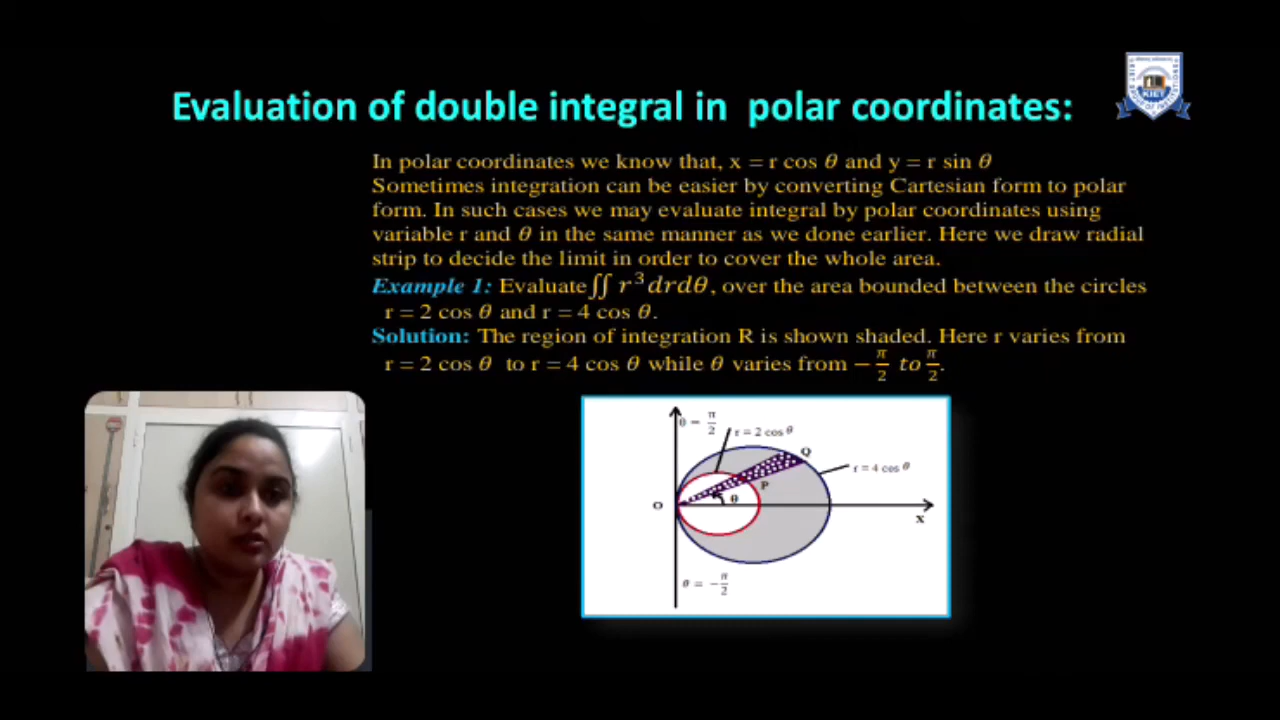 Evaluation of double integral in polar coordinates:
KIET
In polar coordinates we know that, x = r cos θ and y = r sin θ
Sometimes integration can be easier by converting Cartesian form to polar
form. In such cases we may evaluate integral by polar coordinates using
variable r and θ in the same manner as we done earlier. Here we draw radial
strip to decide the limit in order to cover the whole area.
Example 1: Evaluate ∬ r³drdθ, over the area bounded between the circles
r = 2 cos θ and r = 4 cos θ.
Solution: The region of integration R is shown shaded. Here r varies from
r = 2 cos θ to r = 4 cos θ while θ varies from −π/2 to π/2.
θ = π/2
r = 2 cos θ
Q
r = 4 cos θ
P
θ
O
X
θ = −π/2